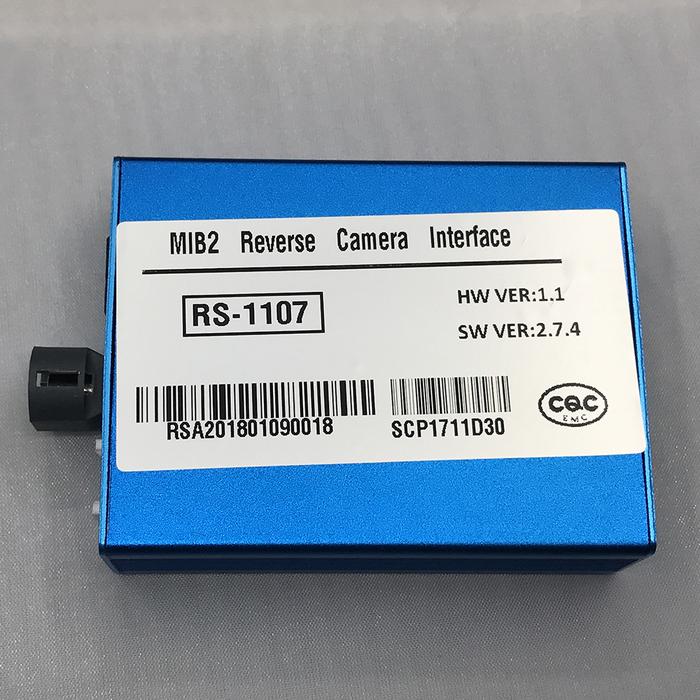 MIB2 Reverse Camera Interface
RS-1107
HW VER:1.1
SW VER:2.7.4
RSA201801090018
SCP1711D30
CQC
EMC